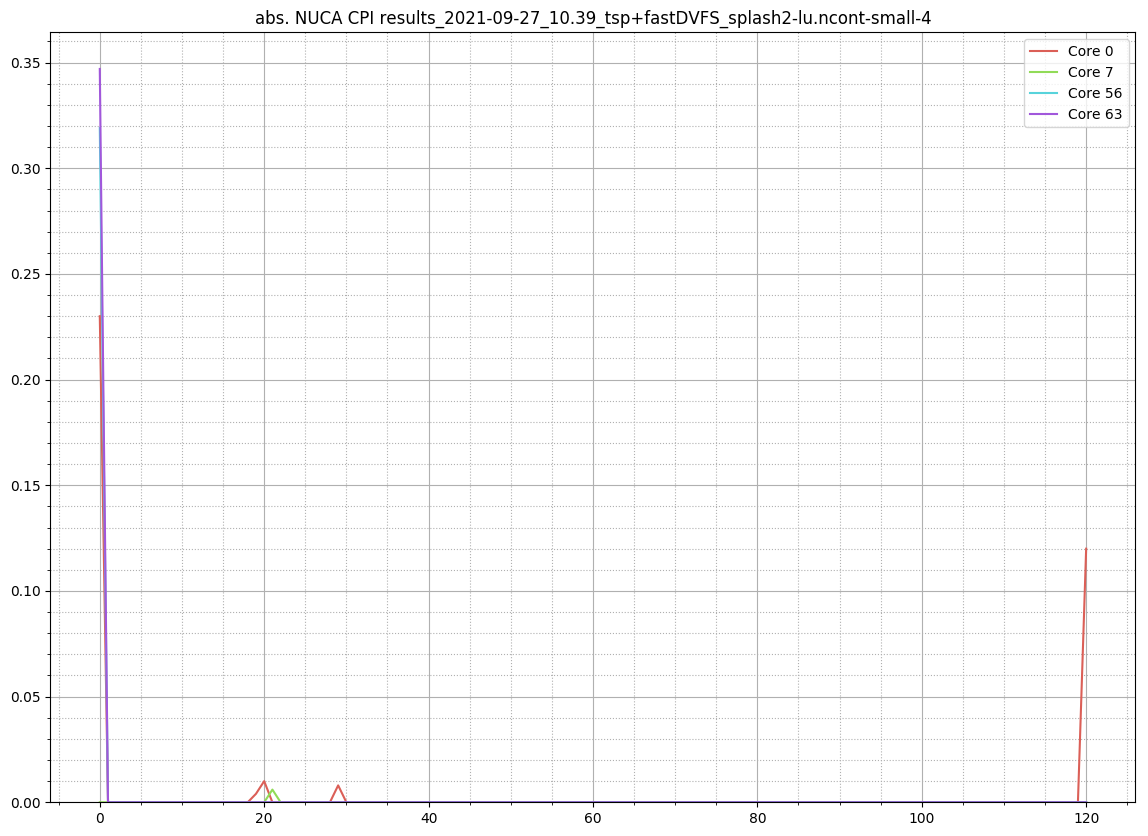 abs. NUCA CPI results_2021-09-27_10.39_tsp+fastDVFS_splash2-lu.ncont-small-4
Core 0
Core 7
Core 56
Core 63
0.35
0.30
0.25
0.20
0.15
0.10
0.05
0.00
0 20 40 60 80 100 120